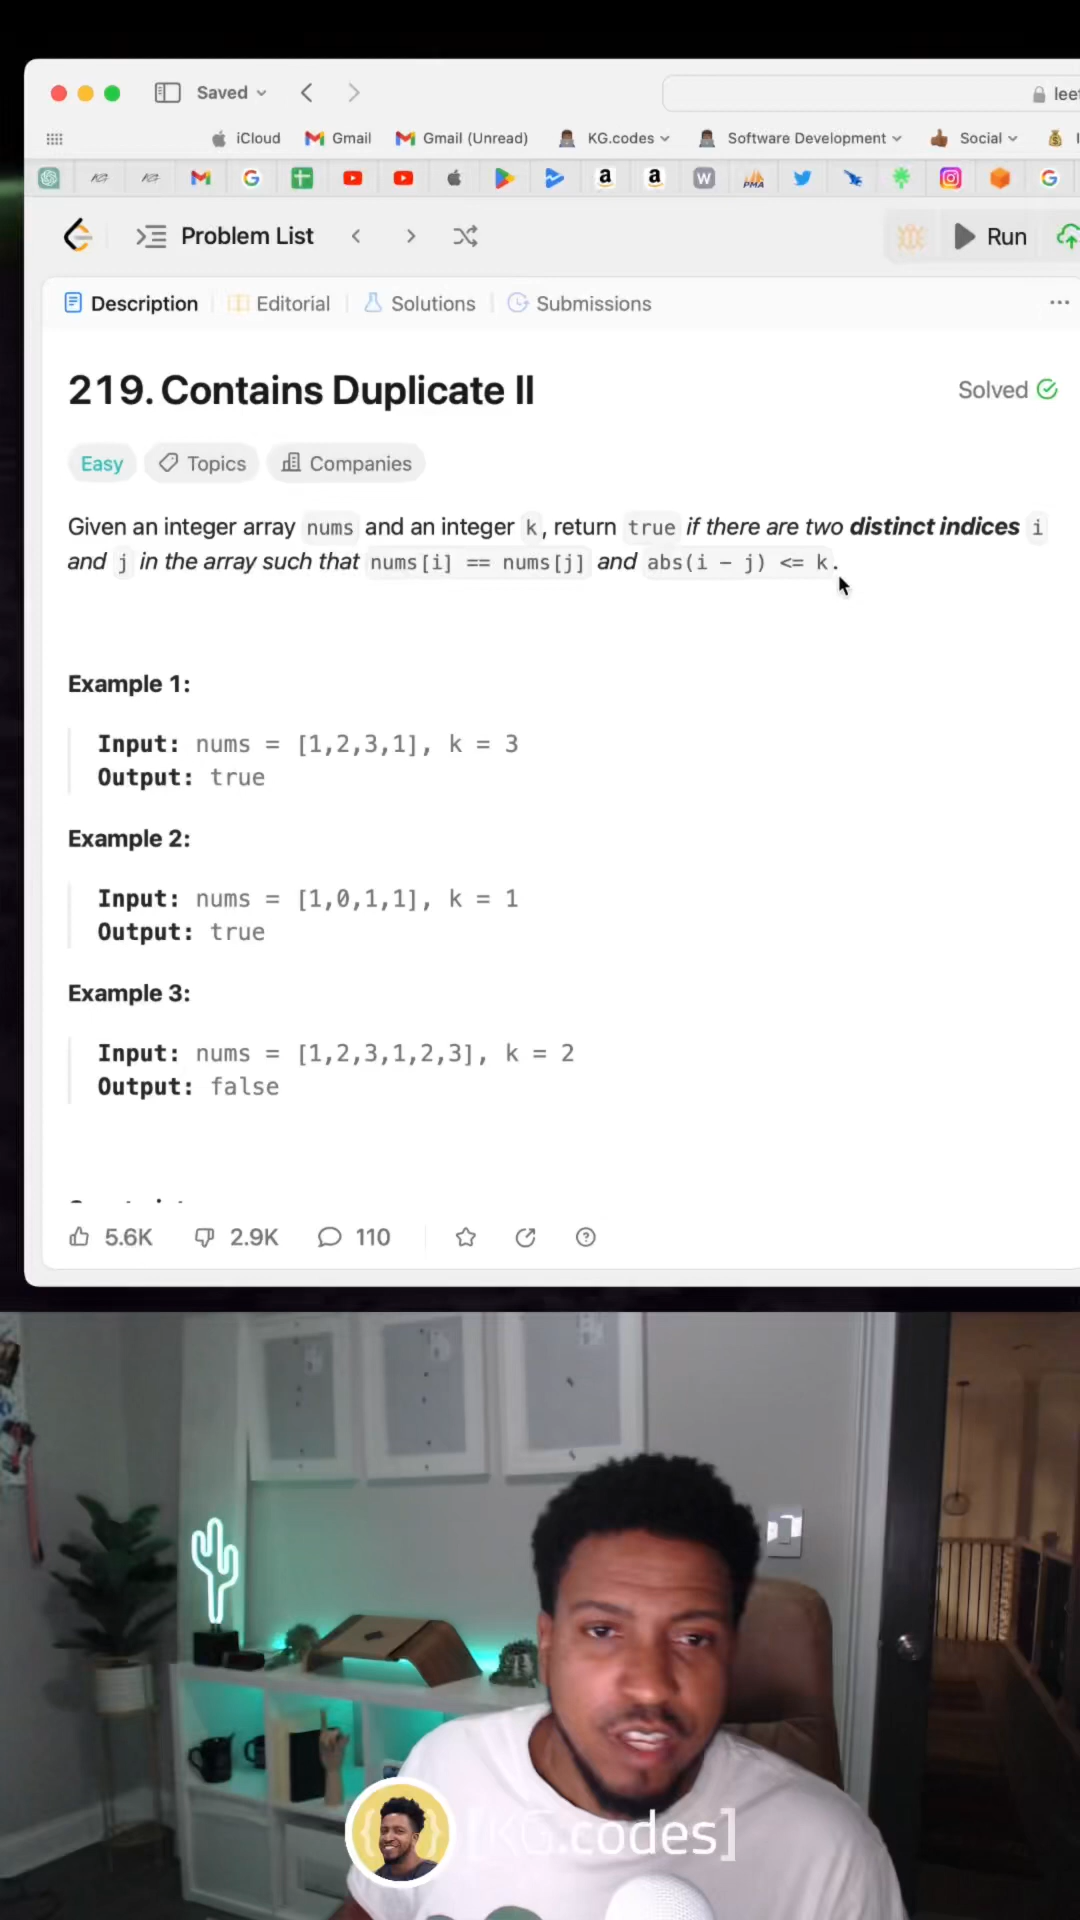 Saved
leet
iCloud Gmail Gmail (Unread) KG.codes Software Development Social
a a W PMA
Problem List Run
Description Editorial Solutions Submissions
219. Contains Duplicate II Solved
Easy Topics Companies
Given an integer array nums and an integer k, return true if there are two distinct indices i
and j in the array such that nums[i] == nums[j] and abs(i - j) <= k.
Example 1:
Input: nums = [1,2,3,1], k = 3
Output: true
Example 2:
Input: nums = [1,0,1,1], k = 1
Output: true
Example 3:
Input: nums = [1,2,3,1,2,3], k = 2
Output: false
5.6K 2.9K 110
[KG.codes]